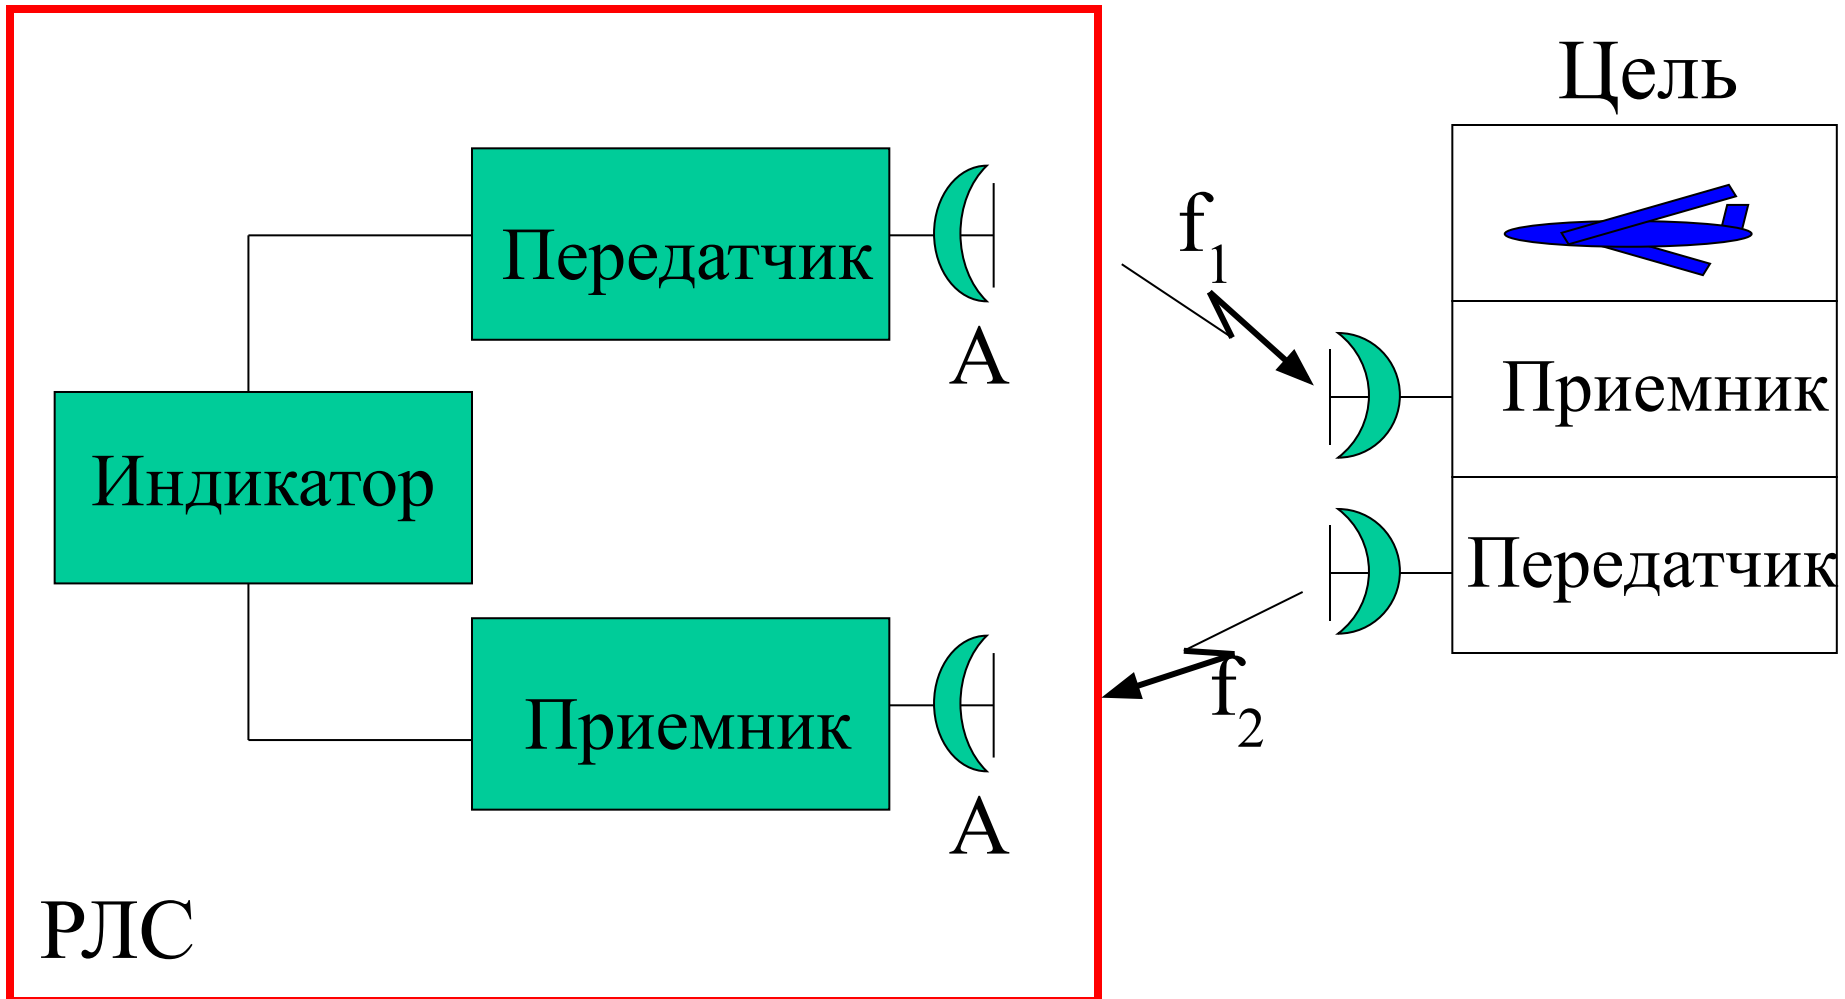 Цель
Передатчик
А
f1
Приемник
Индикатор
Передатчик
f2
Приемник
А
РЛС